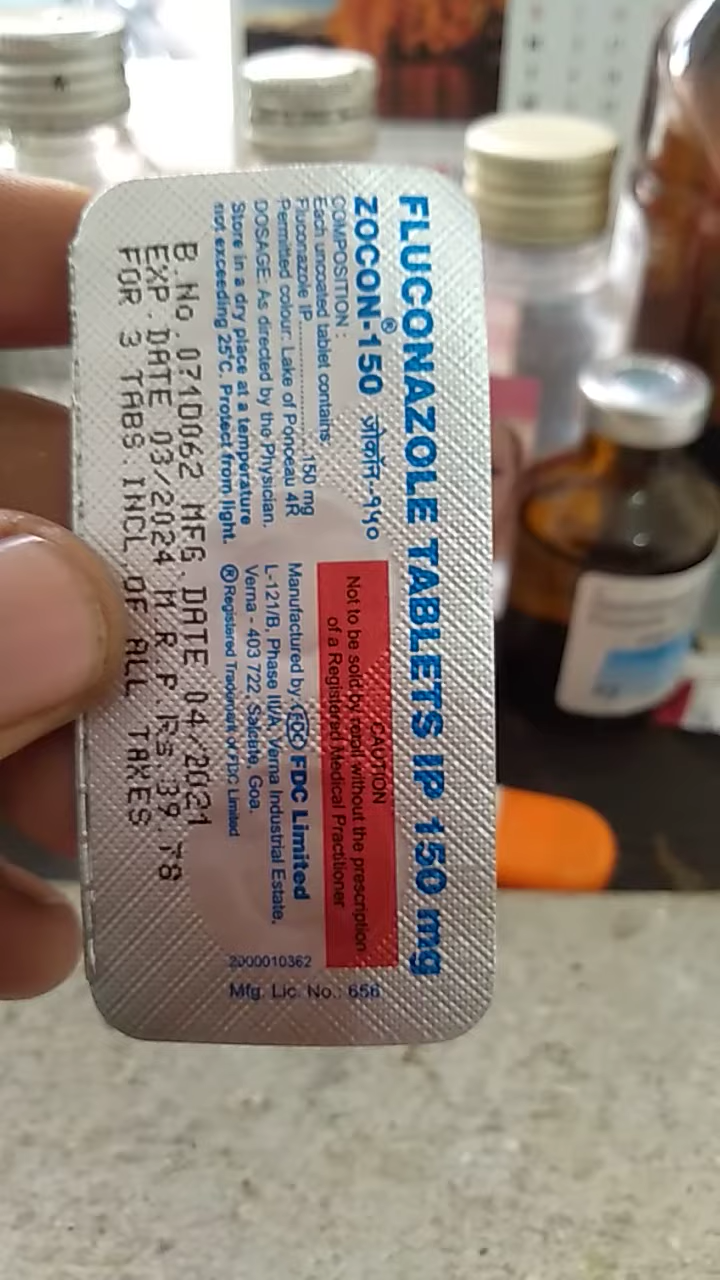 FLUCONAZOLE TABLETS IP 150 mg
ZOCON®-150 ज़ोकॉन-१५०
COMPOSITION :
Each uncoated tablet contains:
Fluconazole IP....................150 mg
Permitted colour: Lake of Ponceau 4R
DOSAGE: As directed by the Physician.
Store in a dry place at a temperature
not exceeding 25°C. Protect from light.
CAUTION
Not to be sold by retail without the prescription
of a Registered Medical Practitioner
Manufactured by: FDC FDC Limited
L-121/B, Phase III/A, Verna Industrial Estate,
Verna - 403 722, Salcete, Goa.
® Registered Trademark of FDC Limited
2000010362
Mfg. Lic. No.: 656
B.No. 0710062 MFG.DATE 04/2021
EXP.DATE 03/2024 M.R.P.Rs.39.78
FOR 3 TABS.INCL.OF ALL TAXES